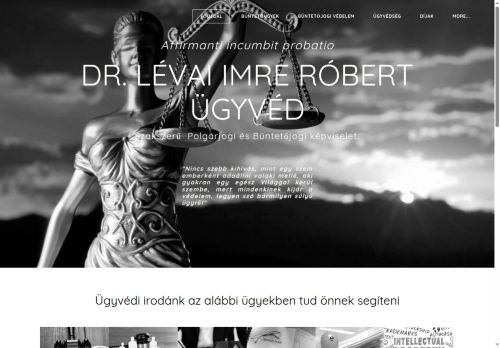 FŐOLDAL BÜNTETŐÜGYEK BÜNTETŐJOGI VÉDELEM ÜGYVÉDSÉG DÍJAK MORE...
Affirmanti incumbit probatio
DR. LÉVAI IMRE RÓBERT
ÜGYVÉD
Szakszerű Polgárjogi és Büntetőjogi képviselet.
"Nincs szebb kihívás, mint egy szem
emberként odaállni valaki mellé, aki
gyakran egy egész Világgal kerül
szembe, mert mindenkinek kijár a
védelem, legyen szó bármilyen súlyú
ügyről"
Ügyvédi irodánk az alábbi ügyekben tud önnek segíteni
INTELLECTUAL